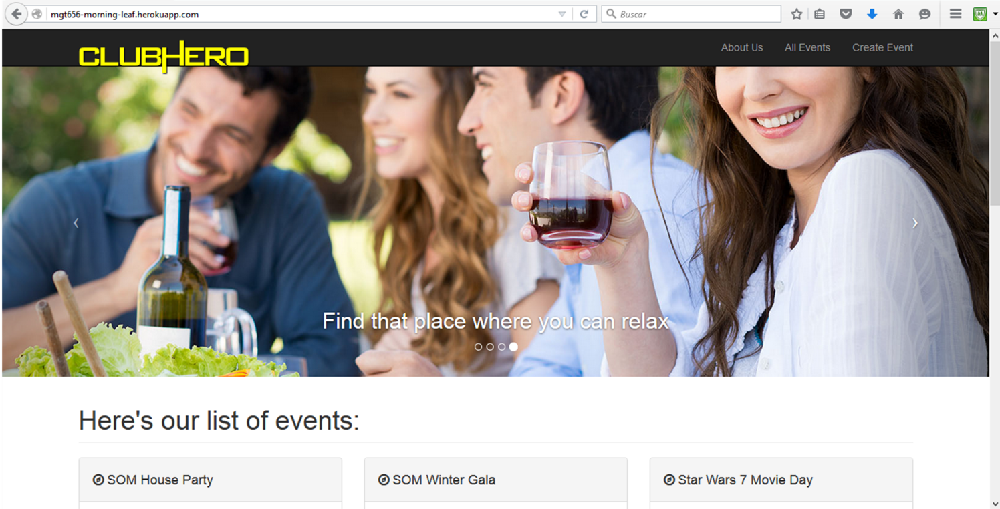 mgt656-morning-leaf.herokuapp.com
Buscar
CLUBHERO
About Us
All Events
Create Event
Find that place where you can relax
Here's our list of events:
SOM House Party
SOM Winter Gala
Star Wars 7 Movie Day